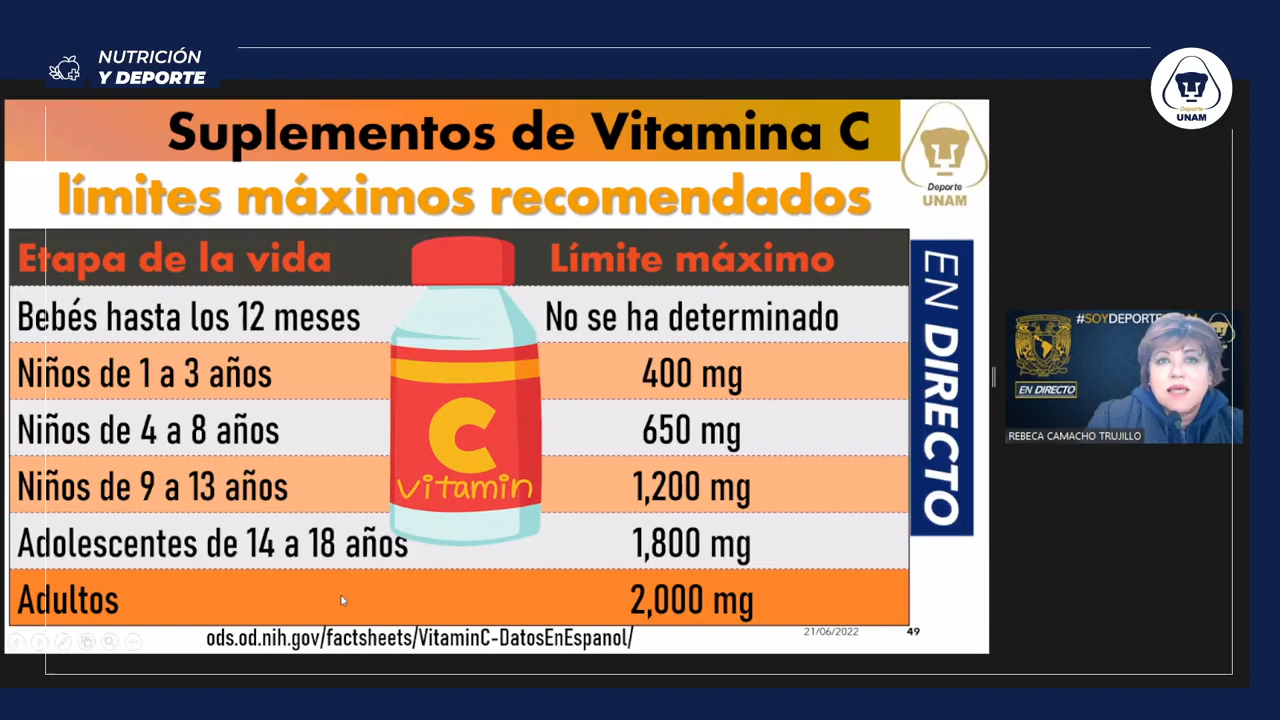 NUTRICIÓN
Y DEPORTE
Deporte
UNAM
Suplementos de Vitamina C
límites máximos recomendados
Deporte
UNAM
Etapa de la vida Límite máximo
Bebés hasta los 12 meses No se ha determinado
Niños de 1 a 3 años 400 mg
Niños de 4 a 8 años 650 mg
Niños de 9 a 13 años 1,200 mg
Adolescentes de 14 a 18 años 1,800 mg
Adultos 2,000 mg
C
vitamin
ods.od.nih.gov/factsheets/VitaminC-DatosEnEspanol/
21/06/2022 49
EN DIRECTO
#SOYDEPORTE
EN DIRECTO
REBECA CAMACHO TRUJILLO